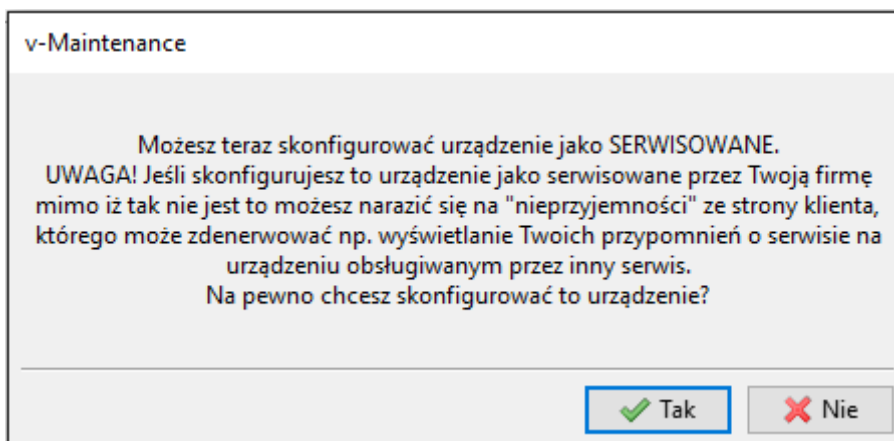 v-Maintenance
Możesz teraz skonfigurować urządzenie jako SERWISOWANE.
UWAGA! Jeśli skonfigurujesz to urządzenie jako serwisowane przez Twoją firmę
mimo iż tak nie jest to możesz narazić się na "nieprzyjemności" ze strony klienta,
którego może zdenerwować np. wyświetlanie Twoich przypomnień o serwisie na
urządzeniu obsługiwanym przez inny serwis.
Na pewno chcesz skonfigurować to urządzenie?
Tak Nie